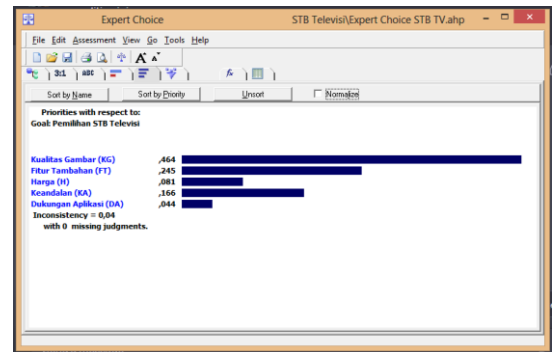 Expert Choice
STB Televisi\Expert Choice STB TV.ahp
File Edit Assessment View Go Tools Help
3:1 ABC
Sort by Name Sort by Priority Unsort Normalize
Priorities with respect to:
Goal: Pemilihan STB Televisi
Kualitas Gambar (KG) ,464
Fitur Tambahan (FT) ,245
Harga (H) ,081
Keandalan (KA) ,166
Dukungan Aplikasi (DA) ,044
Inconsistency = 0,04
with 0 missing judgments.